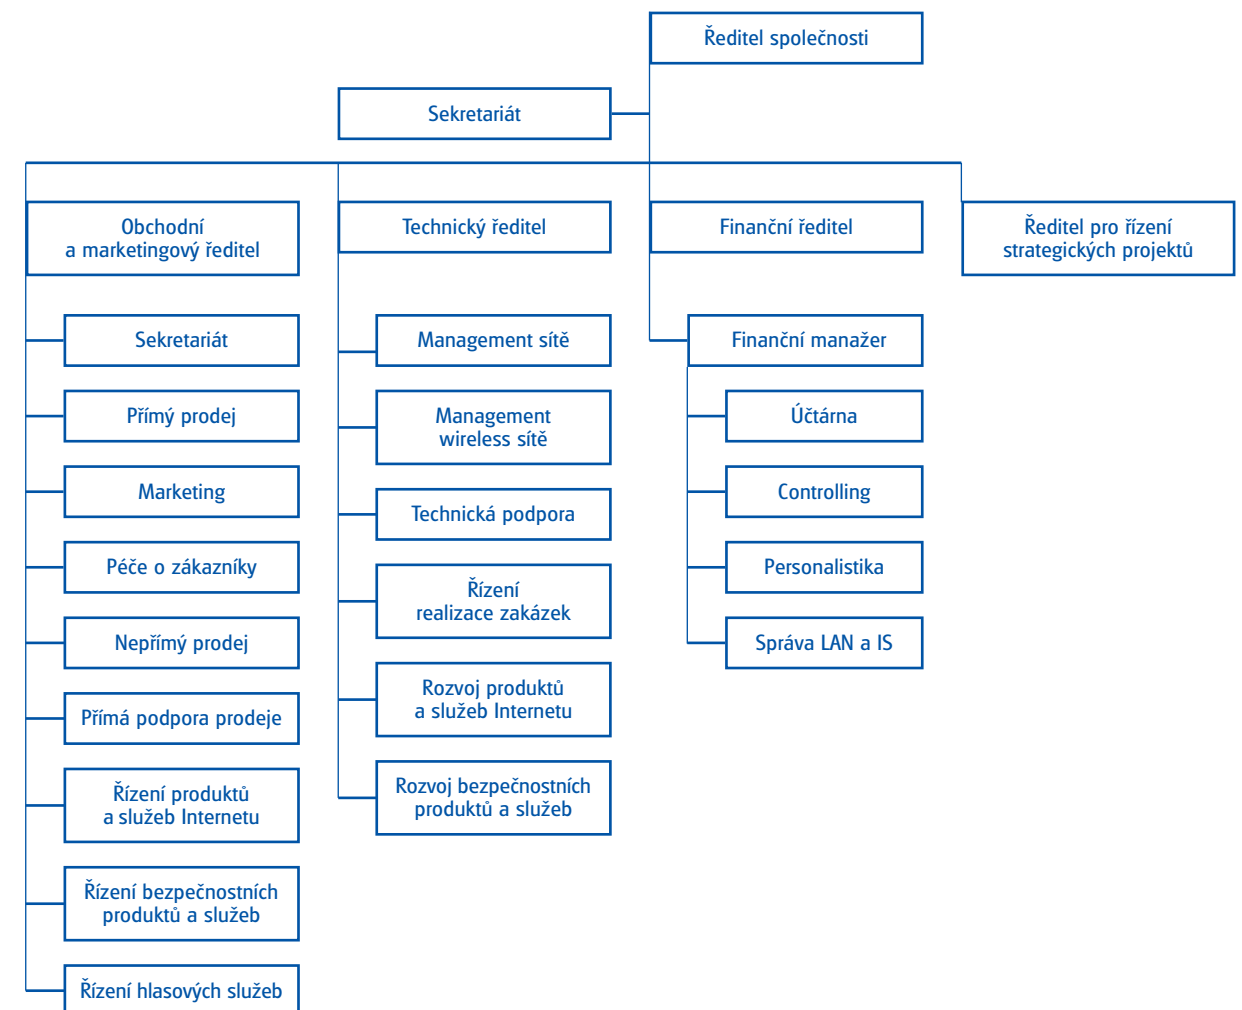 Ředitel společnosti
Sekretariát
Obchodní
a marketingový ředitel
Technický ředitel
Finanční ředitel
Ředitel pro řízení
strategických projektů
Sekretariát
Přímý prodej
Marketing
Péče o zákazníky
Nepřímý prodej
Přímá podpora prodeje
Řízení produktů
a služeb Internetu
Řízení bezpečnostních
produktů a služeb
Řízení hlasových služeb
Management sítě
Management
wireless sítě
Technická podpora
Řízení
realizace zakázek
Rozvoj produktů
a služeb Internetu
Rozvoj bezpečnostních
produktů a služeb
Finanční manažer
Účtárna
Controlling
Personalistika
Správa LAN a IS